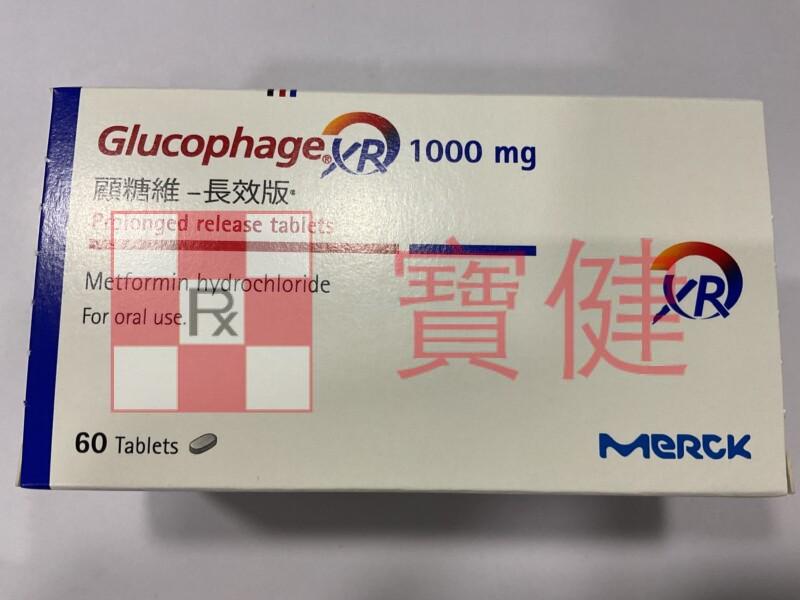 Glucophage® XR 1000 mg
顧糖維 –長效版*
Prolonged release tablets
Metformin hydrochloride
For oral use.
Rx
寶健
XR
60 Tablets
MERCK